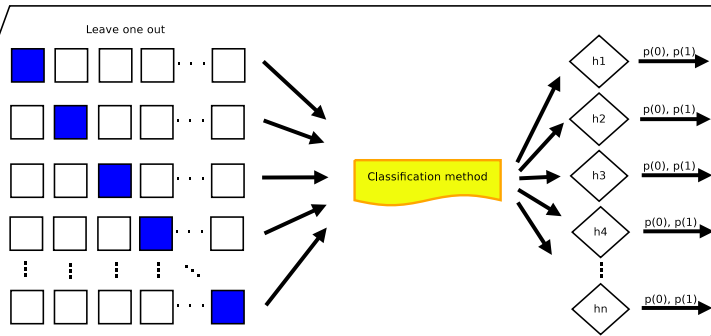 Leave one out
h1
p(0), p(1)
h2
p(0), p(1)
Classification method
h3
p(0), p(1)
h4
p(0), p(1)
hn
p(0), p(1)